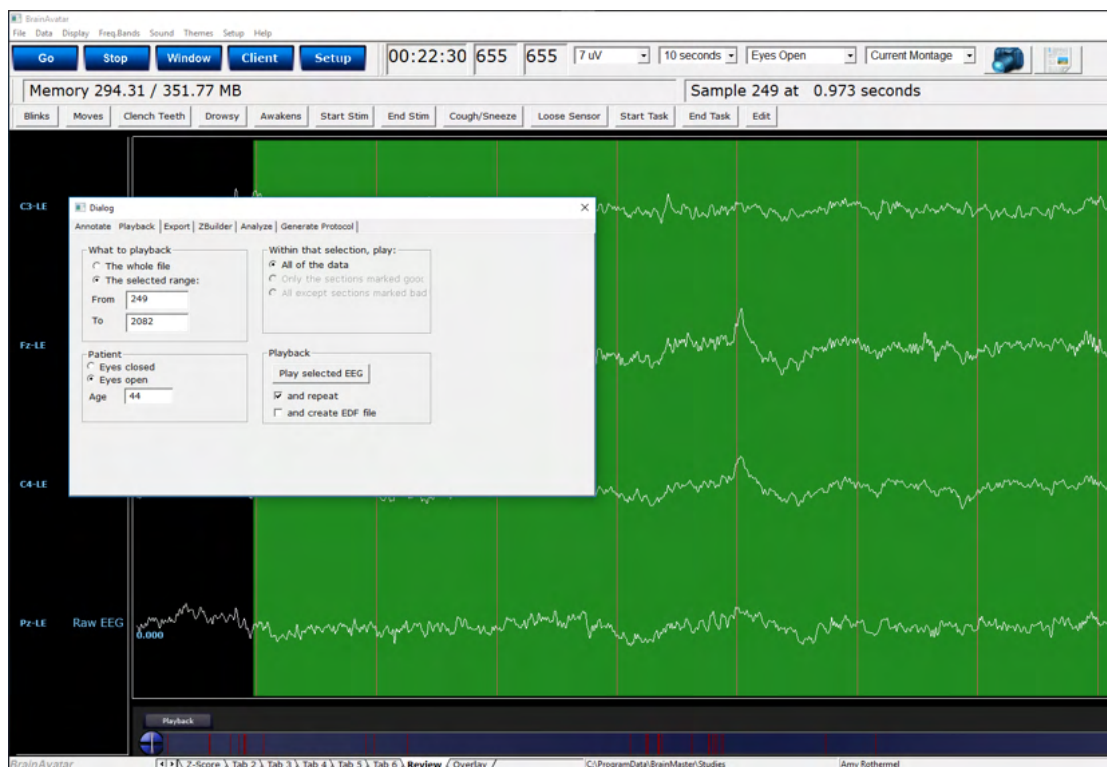 BrainAvatar
File Data Display Freq.Bands Sound Themes Setup Help
Go Stop Window Client Setup 00:22:30 655 655 7 uV 10 seconds Eyes Open Current Montage
Memory 294.31 / 351.77 MB Sample 249 at 0.973 seconds
Blinks Moves Clench Teeth Drowsy Awakens Start Stim End Stim Cough/Sneeze Loose Sensor Start Task End Task Edit
C3-LE
Dialog
Annotate Playback Export ZBuilder Analyze Generate Protocol
What to playback
The whole file
The selected range:
From 249
To 2082
Within that selection, play:
All of the data
Only the sections marked good
All except sections marked bad
Patient
Eyes closed
Eyes open
Age 44
Playback
Play selected EEG
and repeat
and create EDF file
Fz-LE
C4-LE
Pz-LE Raw EEG
0.000
Playback
BrainAvatar Z-Score Tab 2 Tab 3 Tab 4 Tab 5 Tab 6 Review Overlay C:\ProgramData\BrainMaster\Studies Amy Rothermel